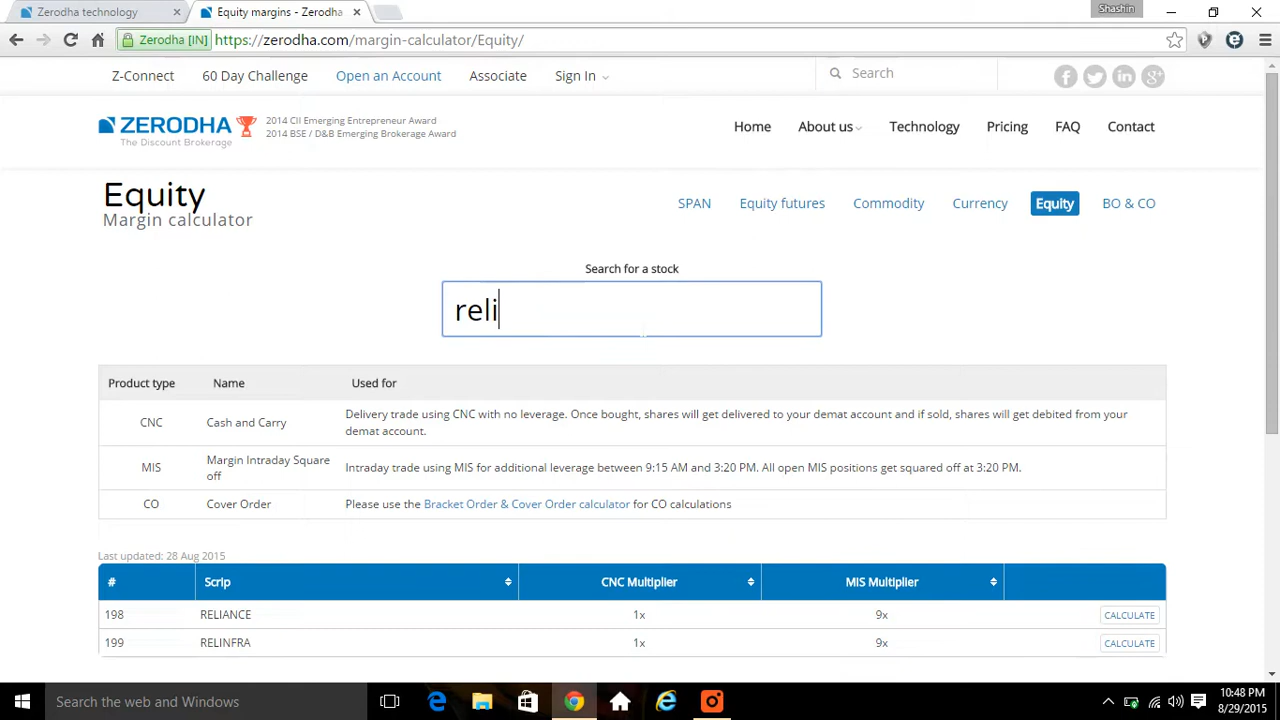 Zerodha technology
Equity margins - Zerodha
Shashin
Zerodha [IN] https://zerodha.com/margin-calculator/Equity/
Z-Connect 60 Day Challenge Open an Account Associate Sign In Search
ZERODHA
The Discount Brokerage
2014 CII Emerging Entrepreneur Award
2014 BSE / D&B Emerging Brokerage Award
Home About us Technology Pricing FAQ Contact
Equity
Margin calculator
SPAN Equity futures Commodity Currency Equity BO & CO
Search for a stock
reli
Product type Name Used for
CNC Cash and Carry Delivery trade using CNC with no leverage. Once bought, shares will get delivered to your demat account and if sold, shares will get debited from your
demat account.
MIS Margin Intraday Square
off
Intraday trade using MIS for additional leverage between 9:15 AM and 3:20 PM. All open MIS positions get squared off at 3:20 PM.
CO Cover Order Please use the Bracket Order & Cover Order calculator for CO calculations
Last updated: 28 Aug 2015
# Scrip CNC Multiplier MIS Multiplier
198 RELIANCE 1x 9x CALCULATE
199 RELINFRA 1x 9x CALCULATE
Search the web and Windows
10:48 PM
8/29/2015